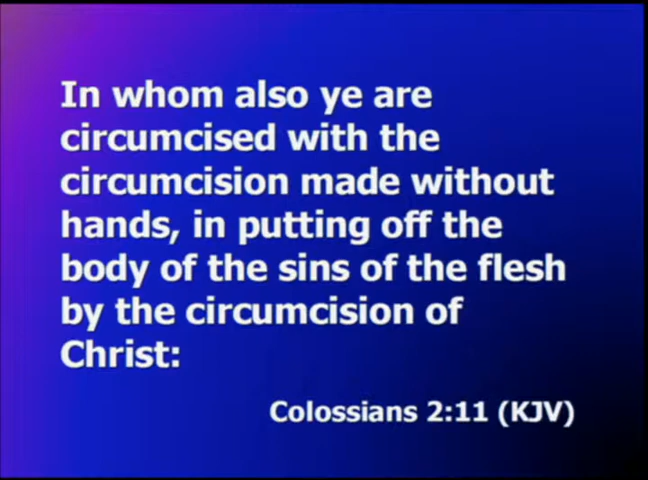 In whom also ye are
circumcised with the
circumcision made without
hands, in putting off the
body of the sins of the flesh
by the circumcision of
Christ:
Colossians 2:11 (KJV)